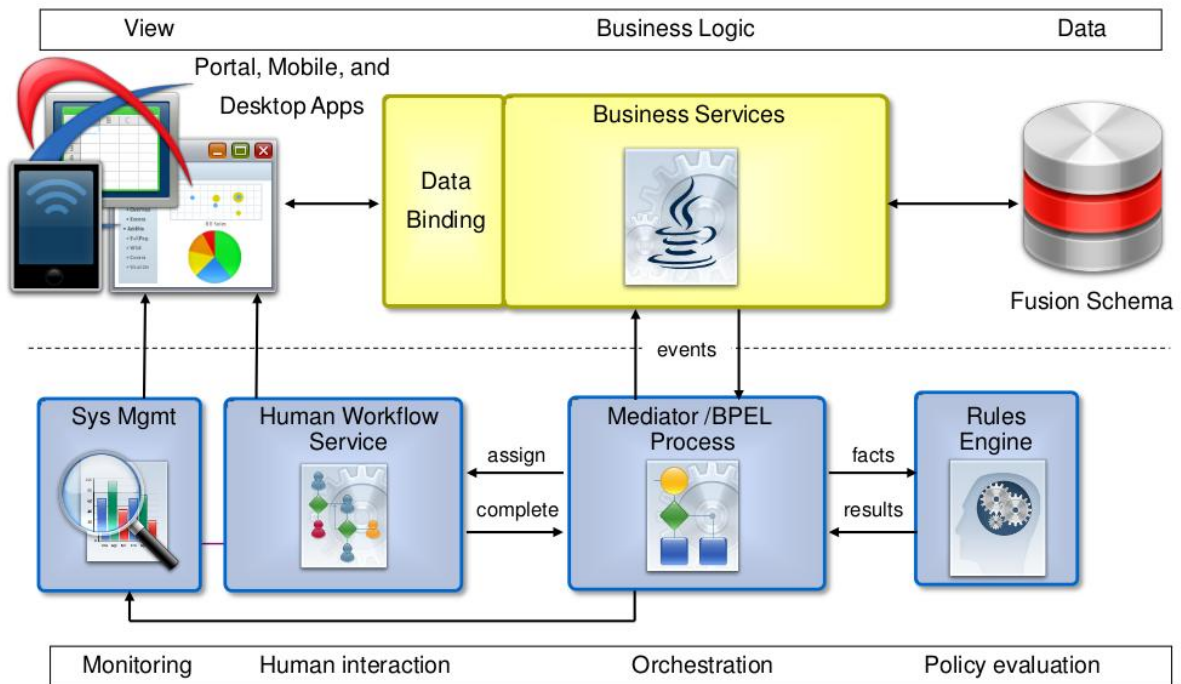 View Business Logic Data
Portal, Mobile, and
Desktop Apps
Data
Binding
Business Services
Fusion Schema
events
Sys Mgmt
Human Workflow
Service
assign
complete
Mediator /BPEL
Process
facts
results
Rules
Engine
Monitoring Human interaction Orchestration Policy evaluation